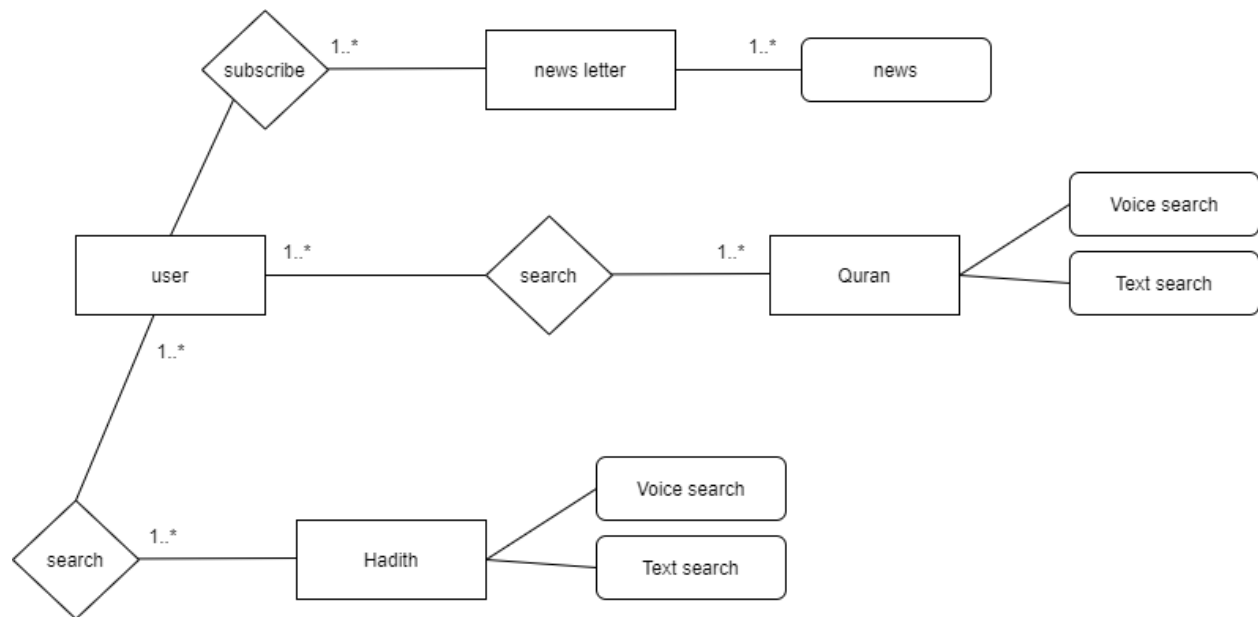 subscribe
1..*
news letter
1..*
news
user
1..*
search
1..*
Quran
Voice search
Text search
1..*
search
1..*
Hadith
Voice search
Text search